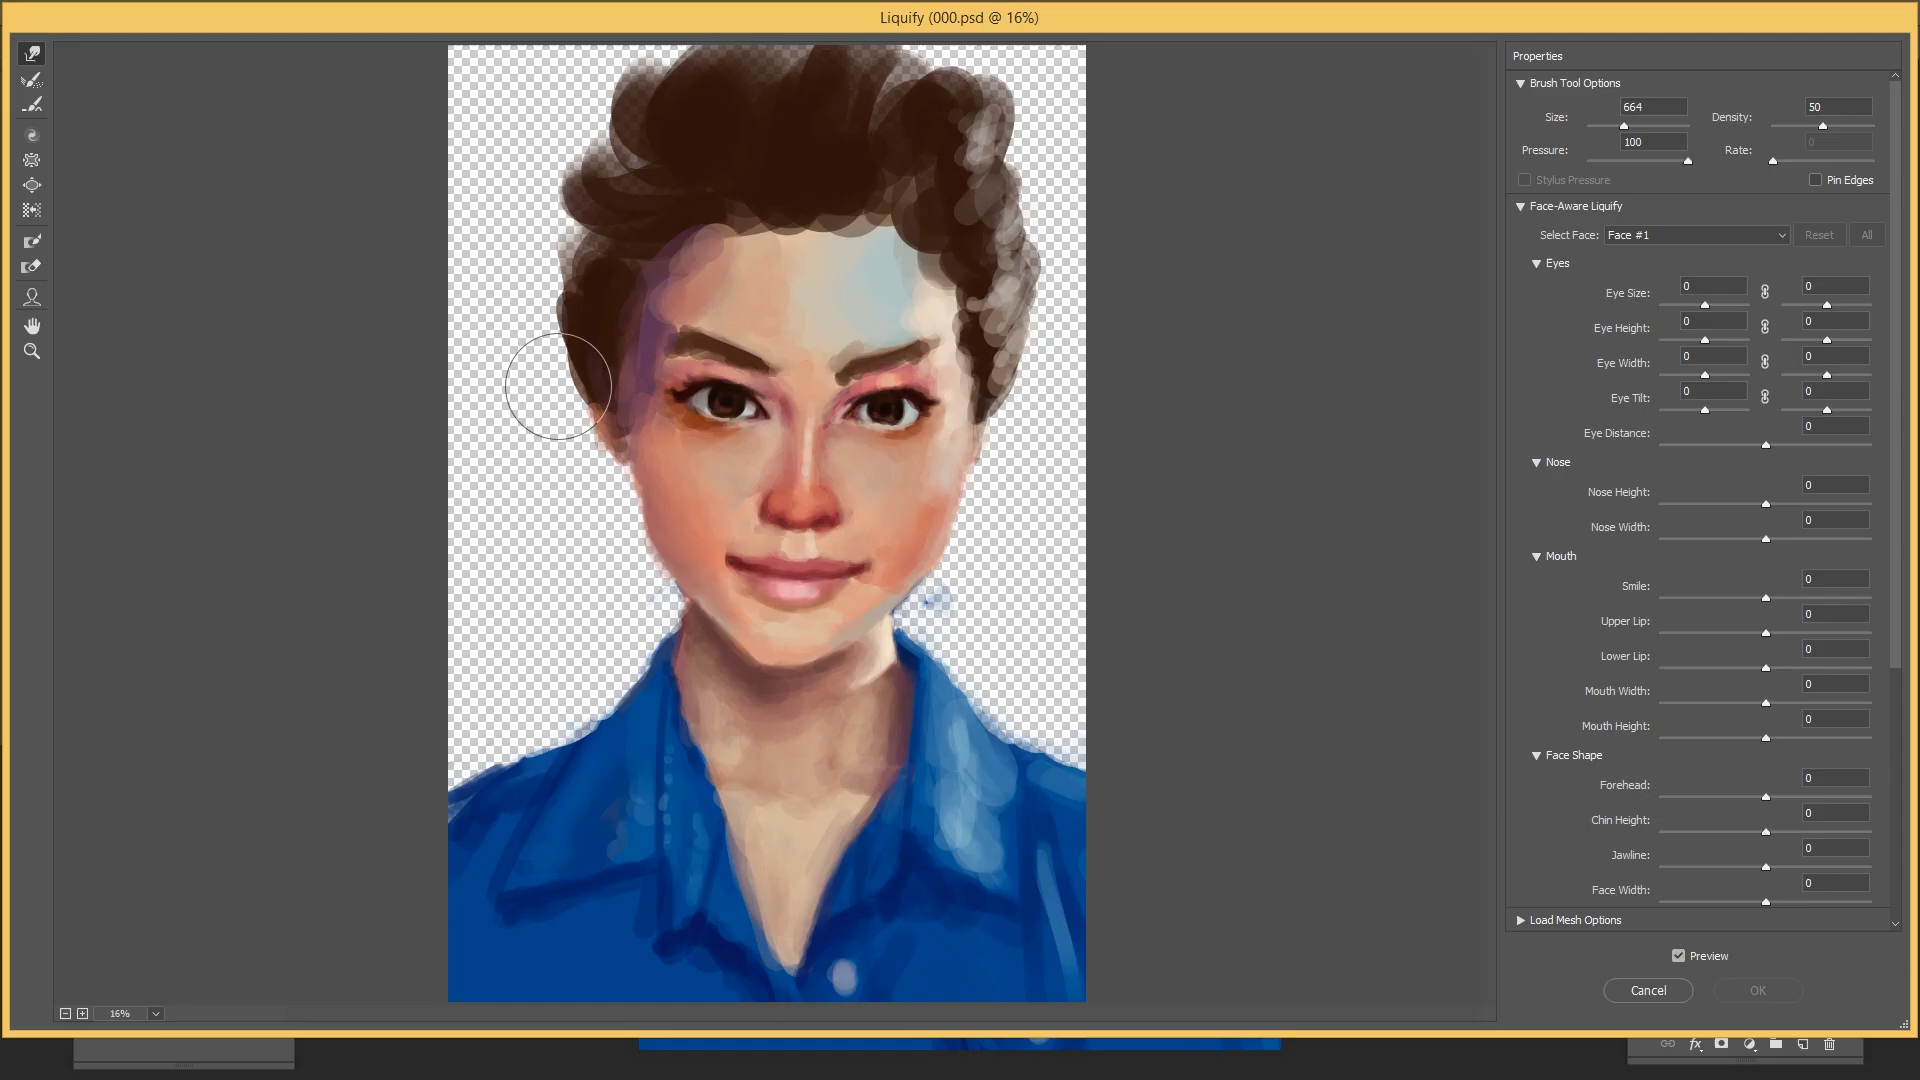 Liquify (000.psd @ 16%)
Properties
Brush Tool Options
Size: 664 Density: 50
Pressure: 100 Rate: 0
Stylus Pressure Pin Edges
Face-Aware Liquify
Select Face: Face #1 Reset All
Eyes
Eye Size: 0 0
Eye Height: 0 0
Eye Width: 0 0
Eye Tilt: 0 0
Eye Distance: 0
Nose
Nose Height: 0
Nose Width: 0
Mouth
Smile: 0
Upper Lip: 0
Lower Lip: 0
Mouth Width: 0
Mouth Height: 0
Face Shape
Forehead: 0
Chin Height: 0
Jawline: 0
Face Width: 0
Load Mesh Options
Preview
Cancel OK
16%
fx